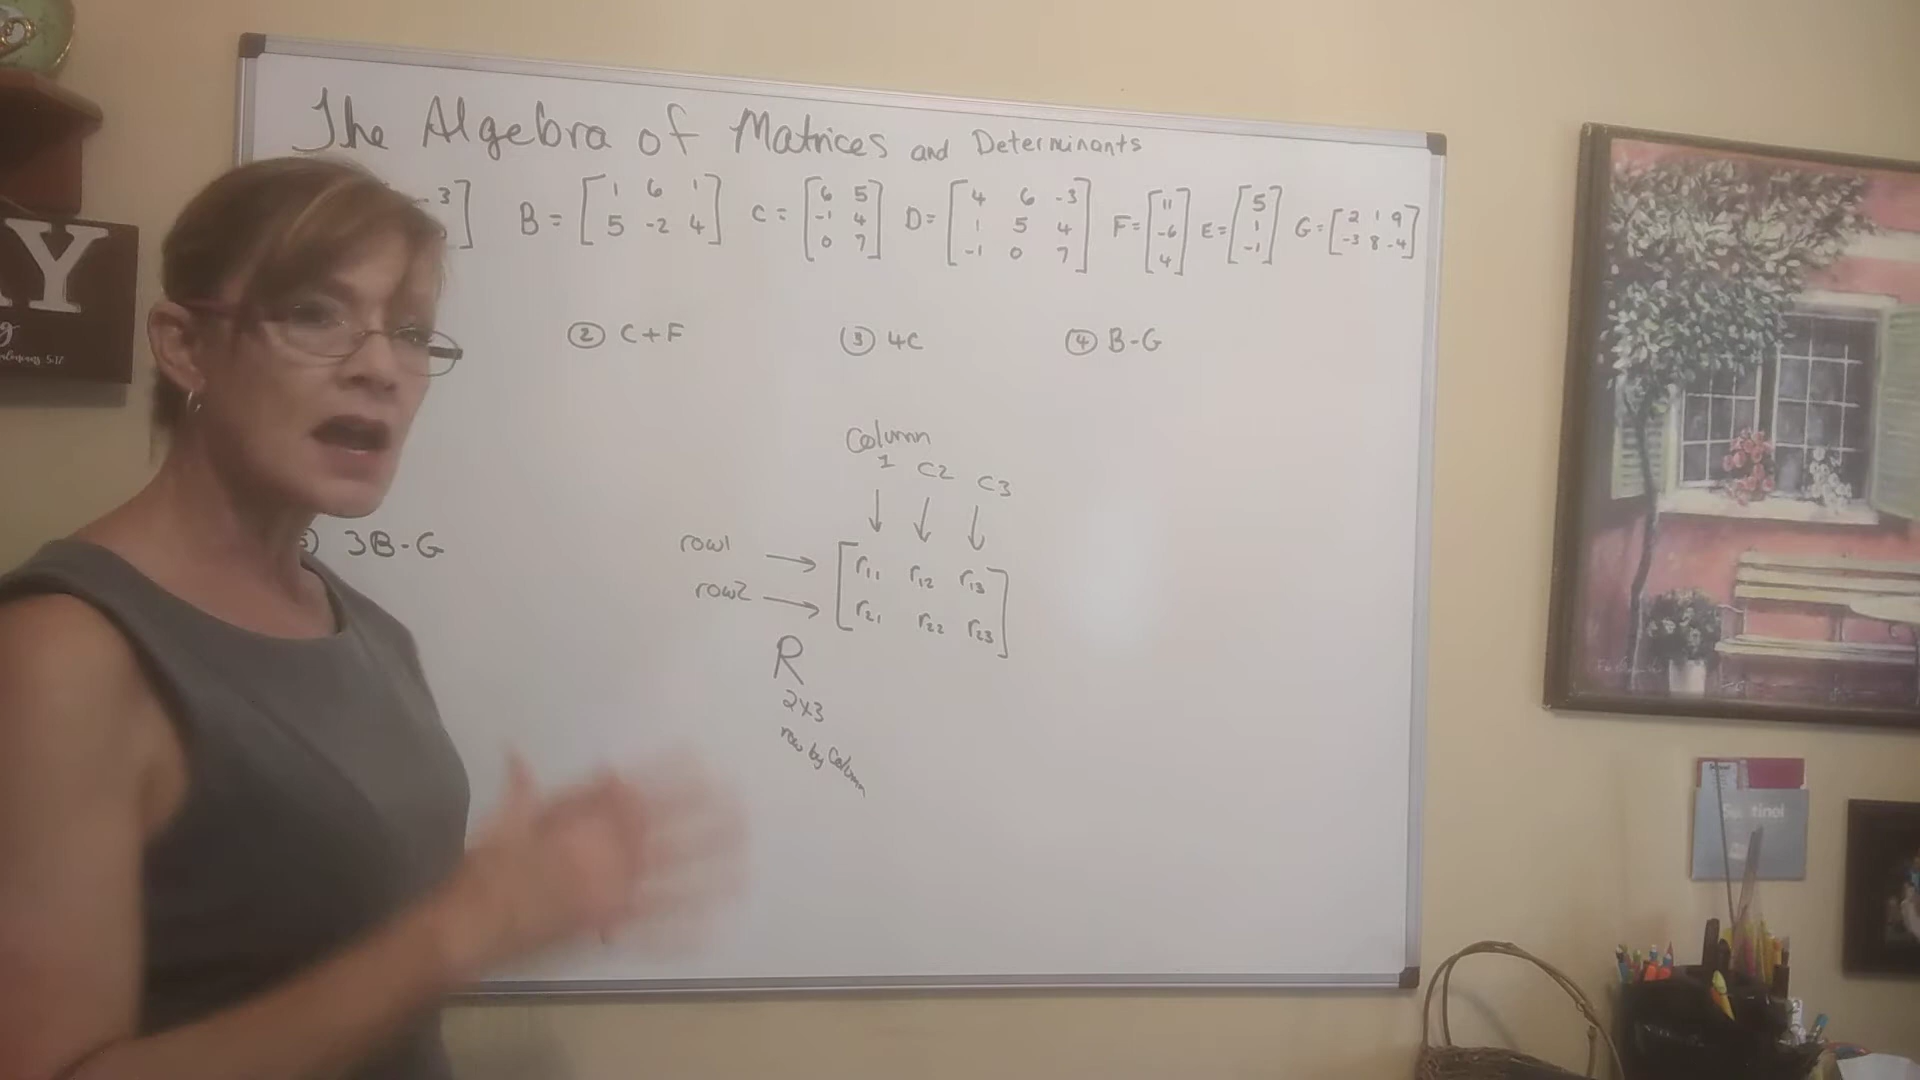 The Algebra of Matrices and Determinants
-3] B = [1 6 1 C = [6 5 D = [4 6 -3 F = [11 E = [5 G = [2 1 9
5 -2 4] -1 4 1 5 4 -6 1 -3 8 -4]
0 7] -1 0 7] 4] -1]
② C+F ③ 4C ④ B-G
Column
1 C2 C3
3B-G
row1 → [r11 r12 r13
row2 → r21 r22 r23]
R
2x3
row by Column
Y
5:17